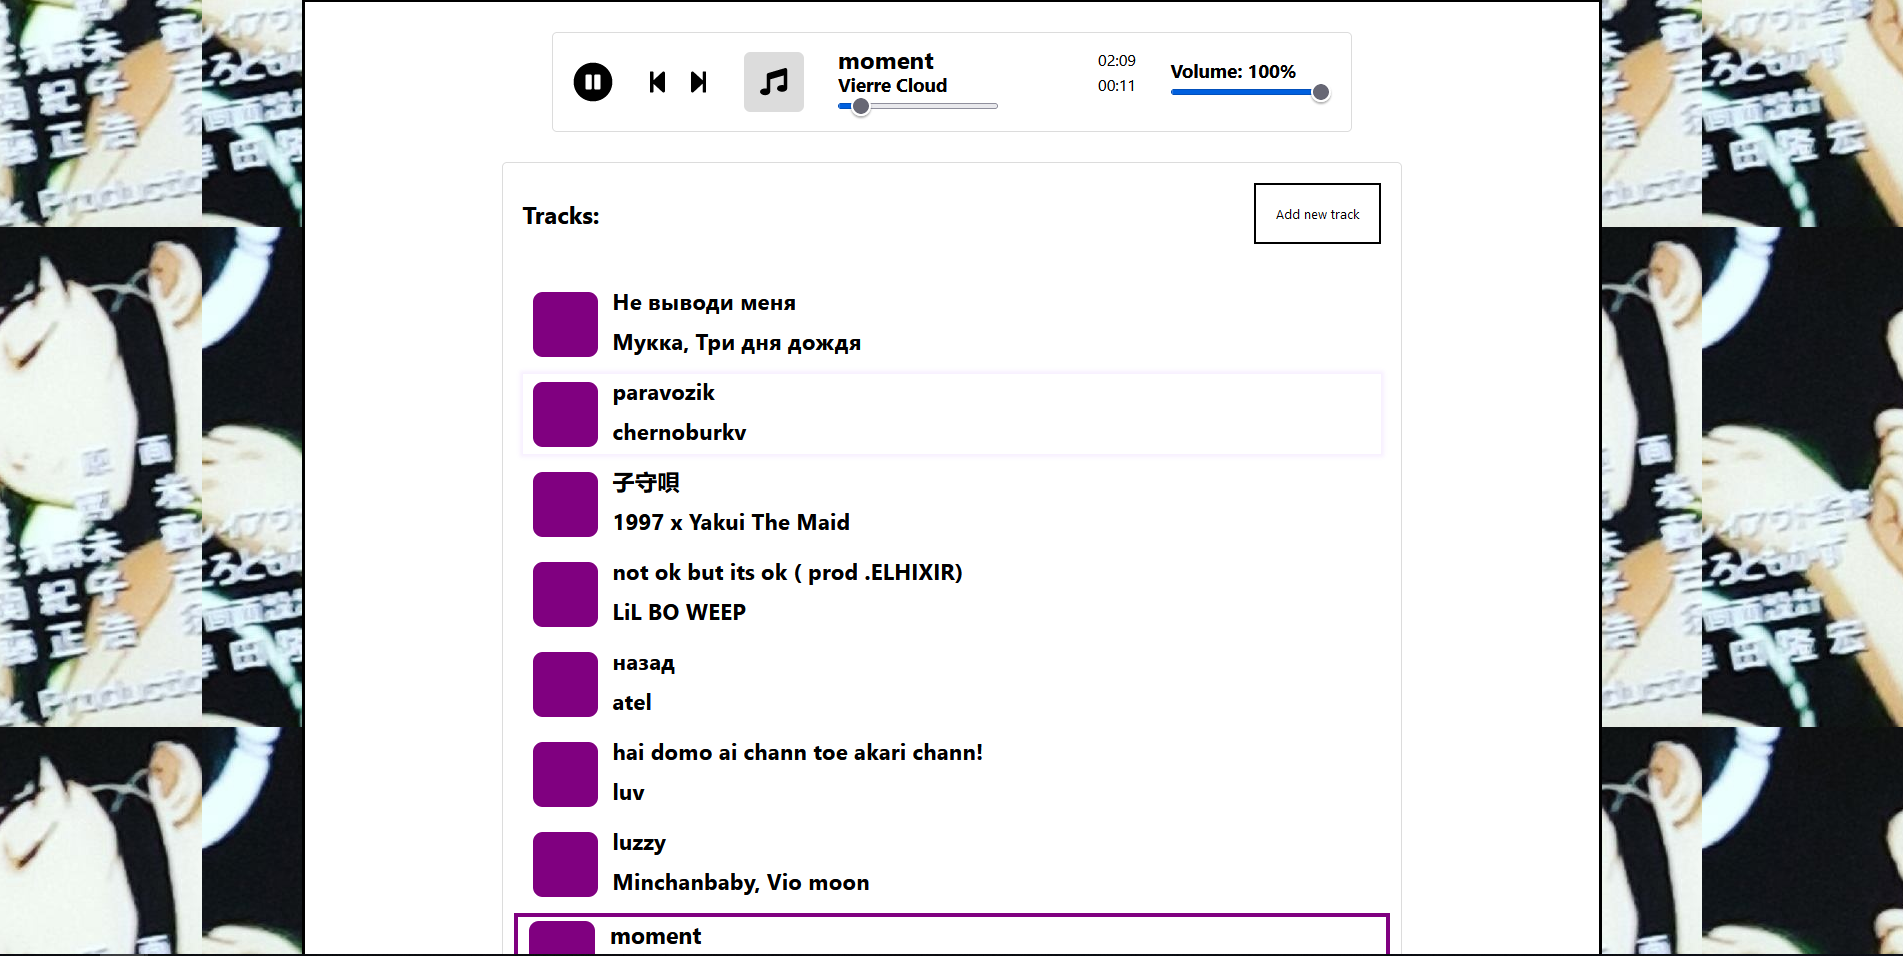 moment
Vierre Cloud
02:09
00:11
Volume: 100%
Tracks:
Add new track
Не выводи меня
Мукка, Три дня дождя
paravozik
chernoburkv
子守唄
1997 x Yakui The Maid
not ok but its ok ( prod .ELHIXIR)
LiL BO WEEP
назад
atel
hai domo ai chann toe akari chann!
luv
luzzy
Minchanbaby, Vio moon
moment